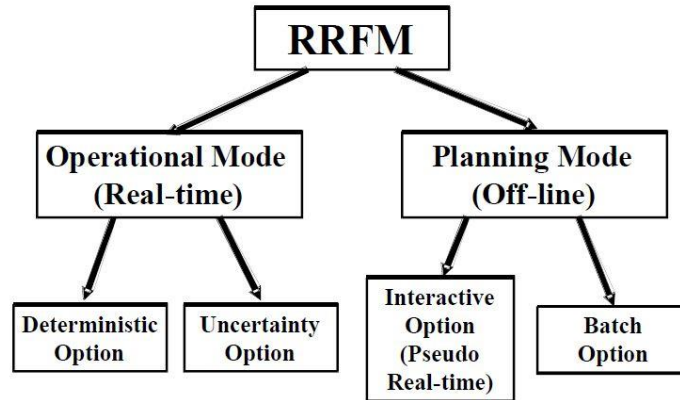 RRFM
Operational Mode
(Real-time)
Planning Mode
(Off-line)
Deterministic
Option
Uncertainty
Option
Interactive
Option
(Pseudo
Real-time)
Batch
Option